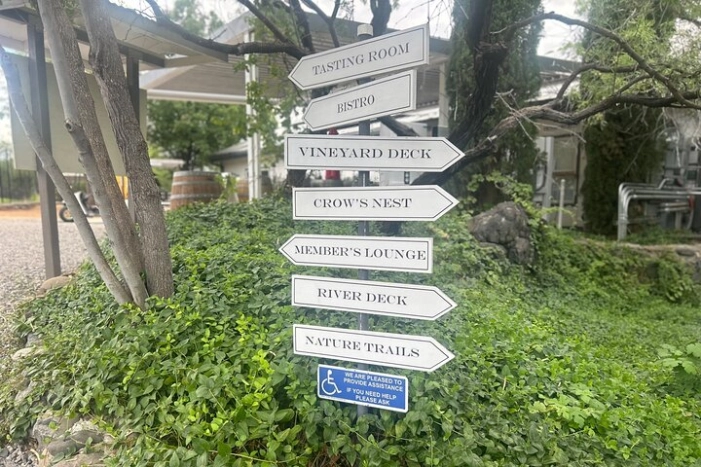 TASTING ROOM
BISTRO
VINEYARD DECK
CROW'S NEST
MEMBER'S LOUNGE
RIVER DECK
NATURE TRAILS
WE ARE PLEASED TO
PROVIDE ASSISTANCE
IF YOU NEED HELP
PLEASE ASK